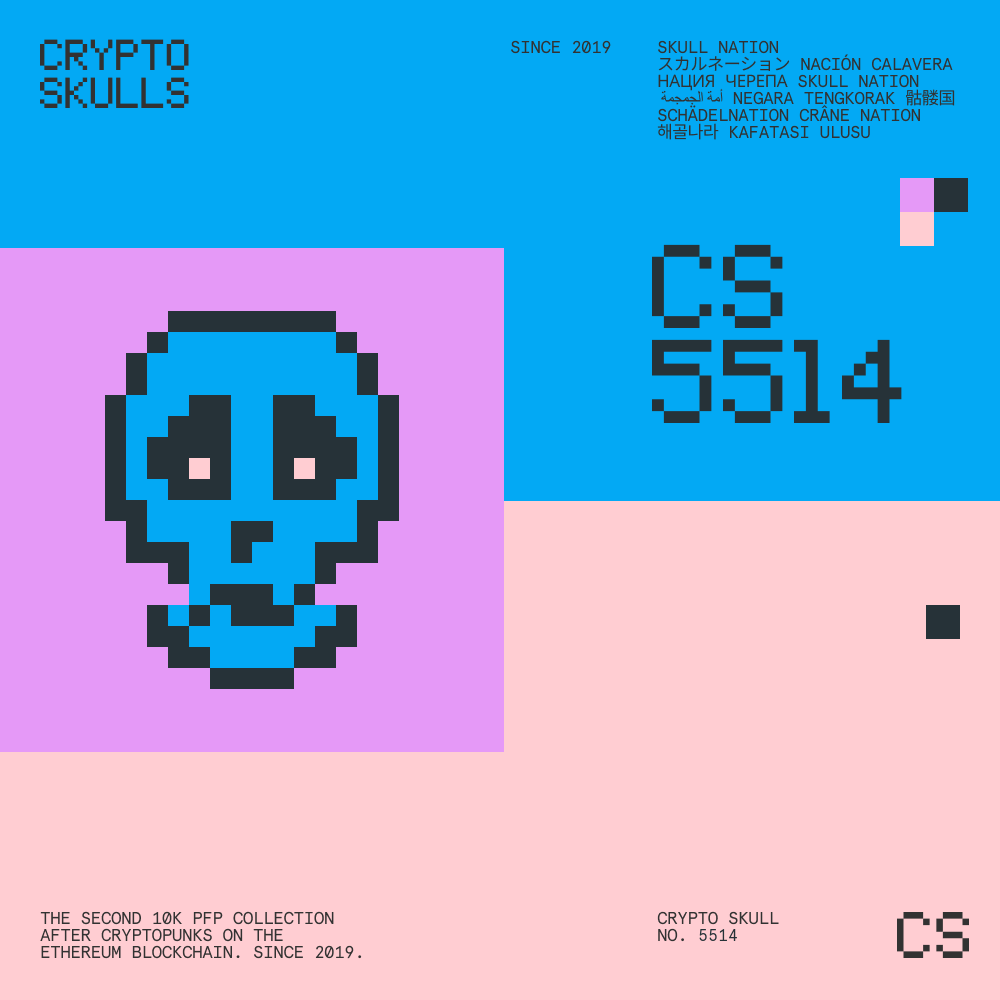 CRYPTO
SKULLS
SINCE 2019
SKULL NATION
スカルネーション NACIÓN CALAVERA
НАЦИЯ ЧЕРЕПА SKULL NATION
أمة الجمجمة NEGARA TENGKORAK 骷髅国
SCHÄDELNATION CRÂNE NATION
해골나라 KAFATASI ULUSU
CS
5514
THE SECOND 10K PFP COLLECTION
AFTER CRYPTOPUNKS ON THE
ETHEREUM BLOCKCHAIN. SINCE 2019.
CRYPTO SKULL
NO. 5514
CS